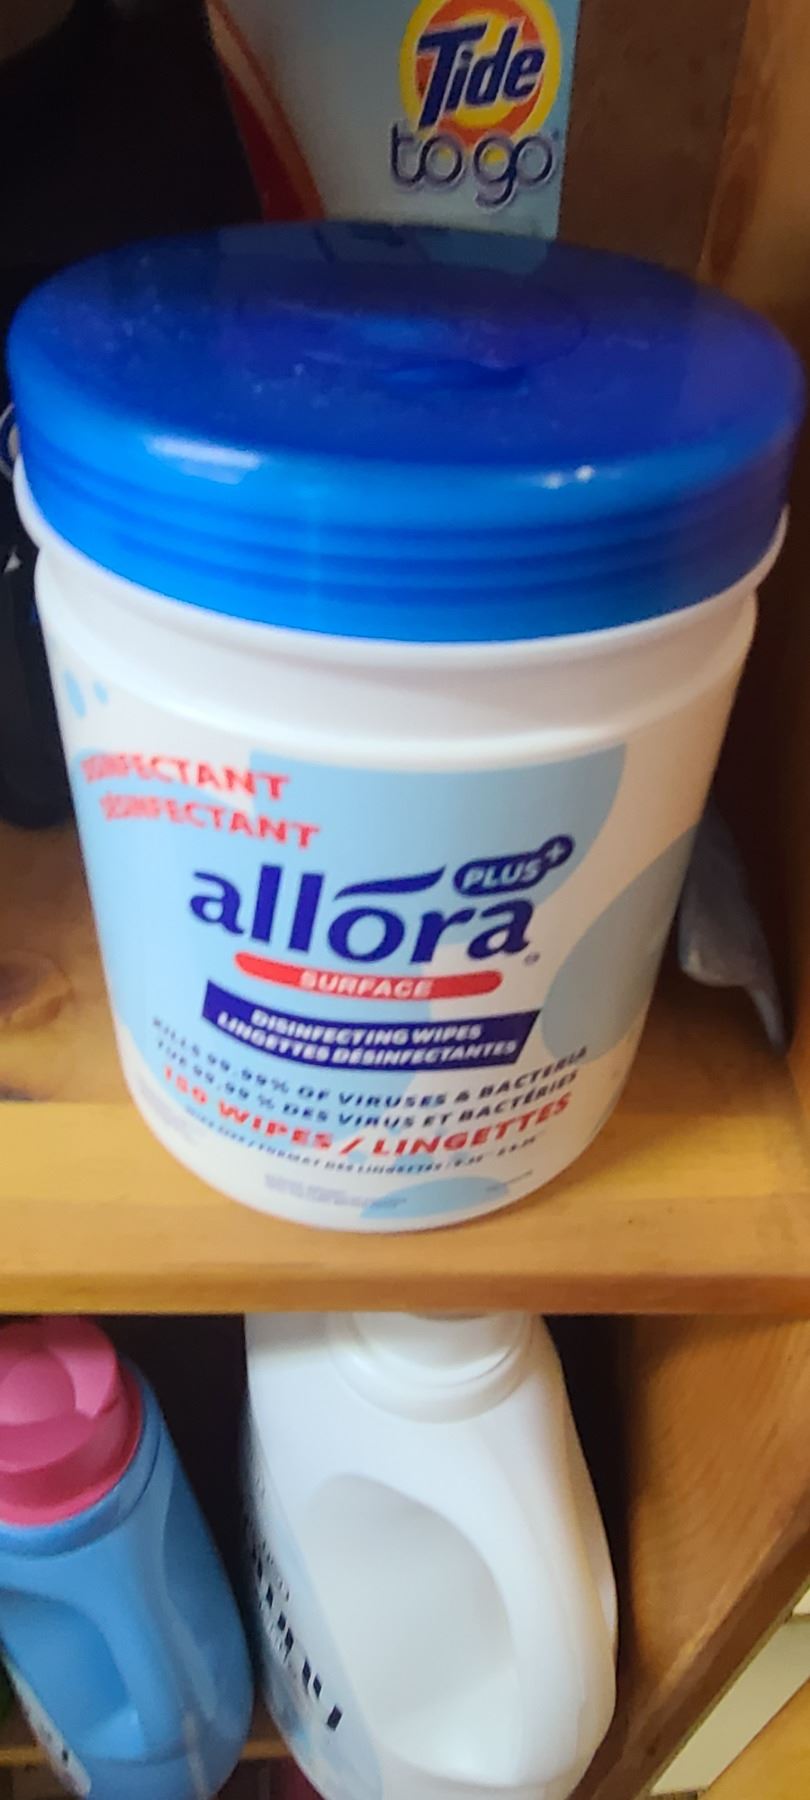 Tide
to go
DISINFECTANT
DÉSINFECTANT
allora PLUS+
SURFACE
DISINFECTING WIPES
LINGETTES DÉSINFECTANTES
KILLS 99.99% OF VIRUSES & BACTERIA
TUE 99.99 % DES VIRUS ET BACTÉRIES
150 WIPES / LINGETTES